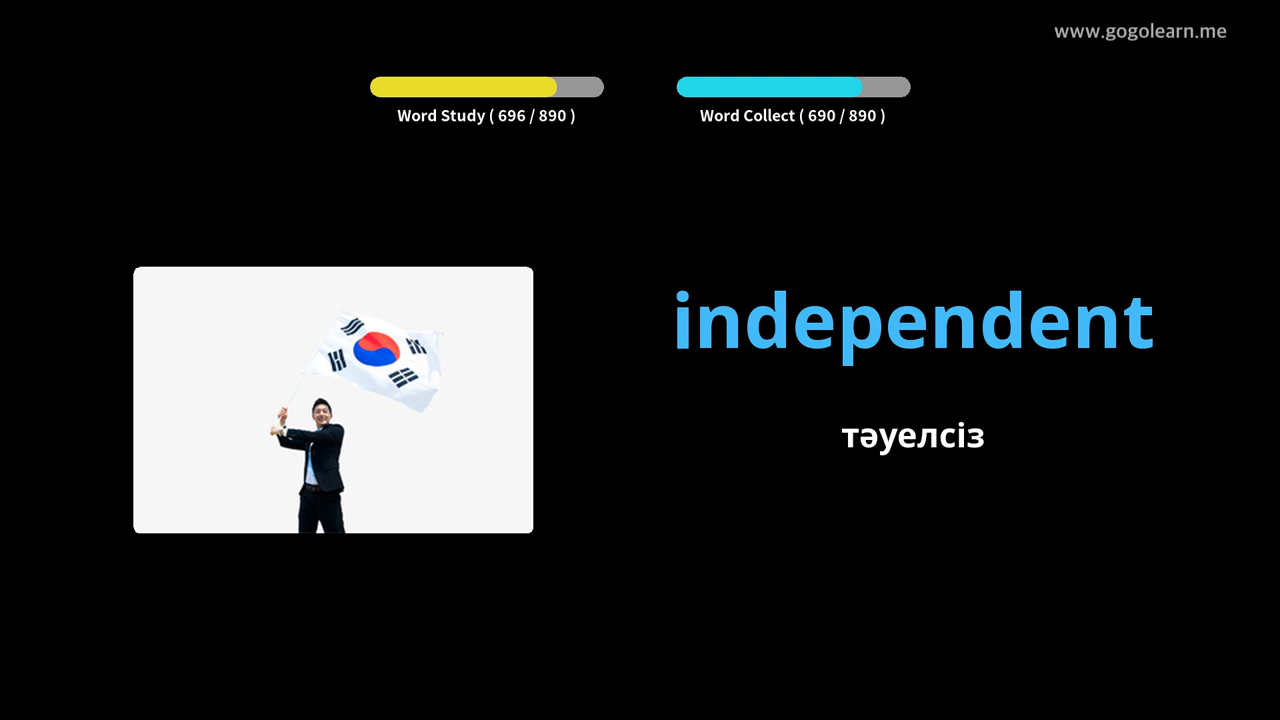 www.gogolearn.me
Word Study ( 696 / 890 )
Word Collect ( 690 / 890 )
independent
тәуелсіз